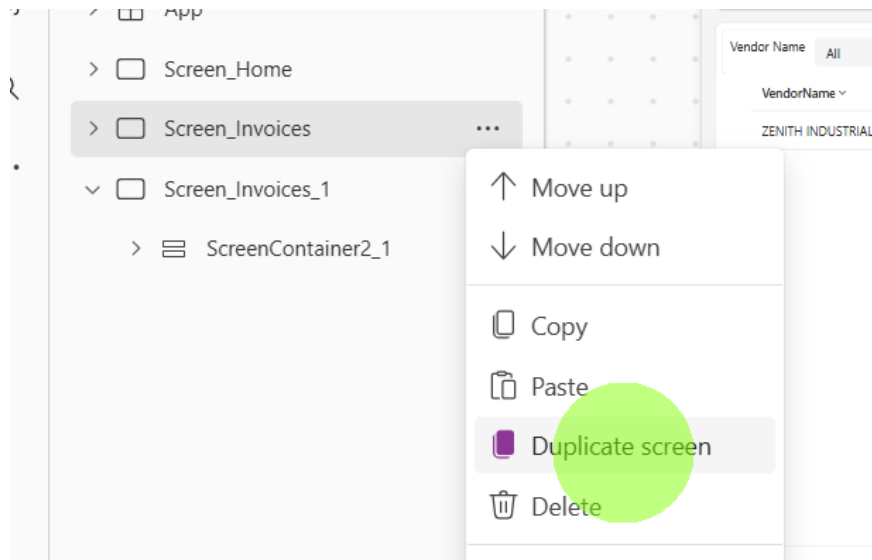 App
Screen_Home
Screen_Invoices
Screen_Invoices_1
ScreenContainer2_1
Move up
Move down
Copy
Paste
Duplicate screen
Delete
Vendor Name All
VendorName
ZENITH INDUSTRIAL